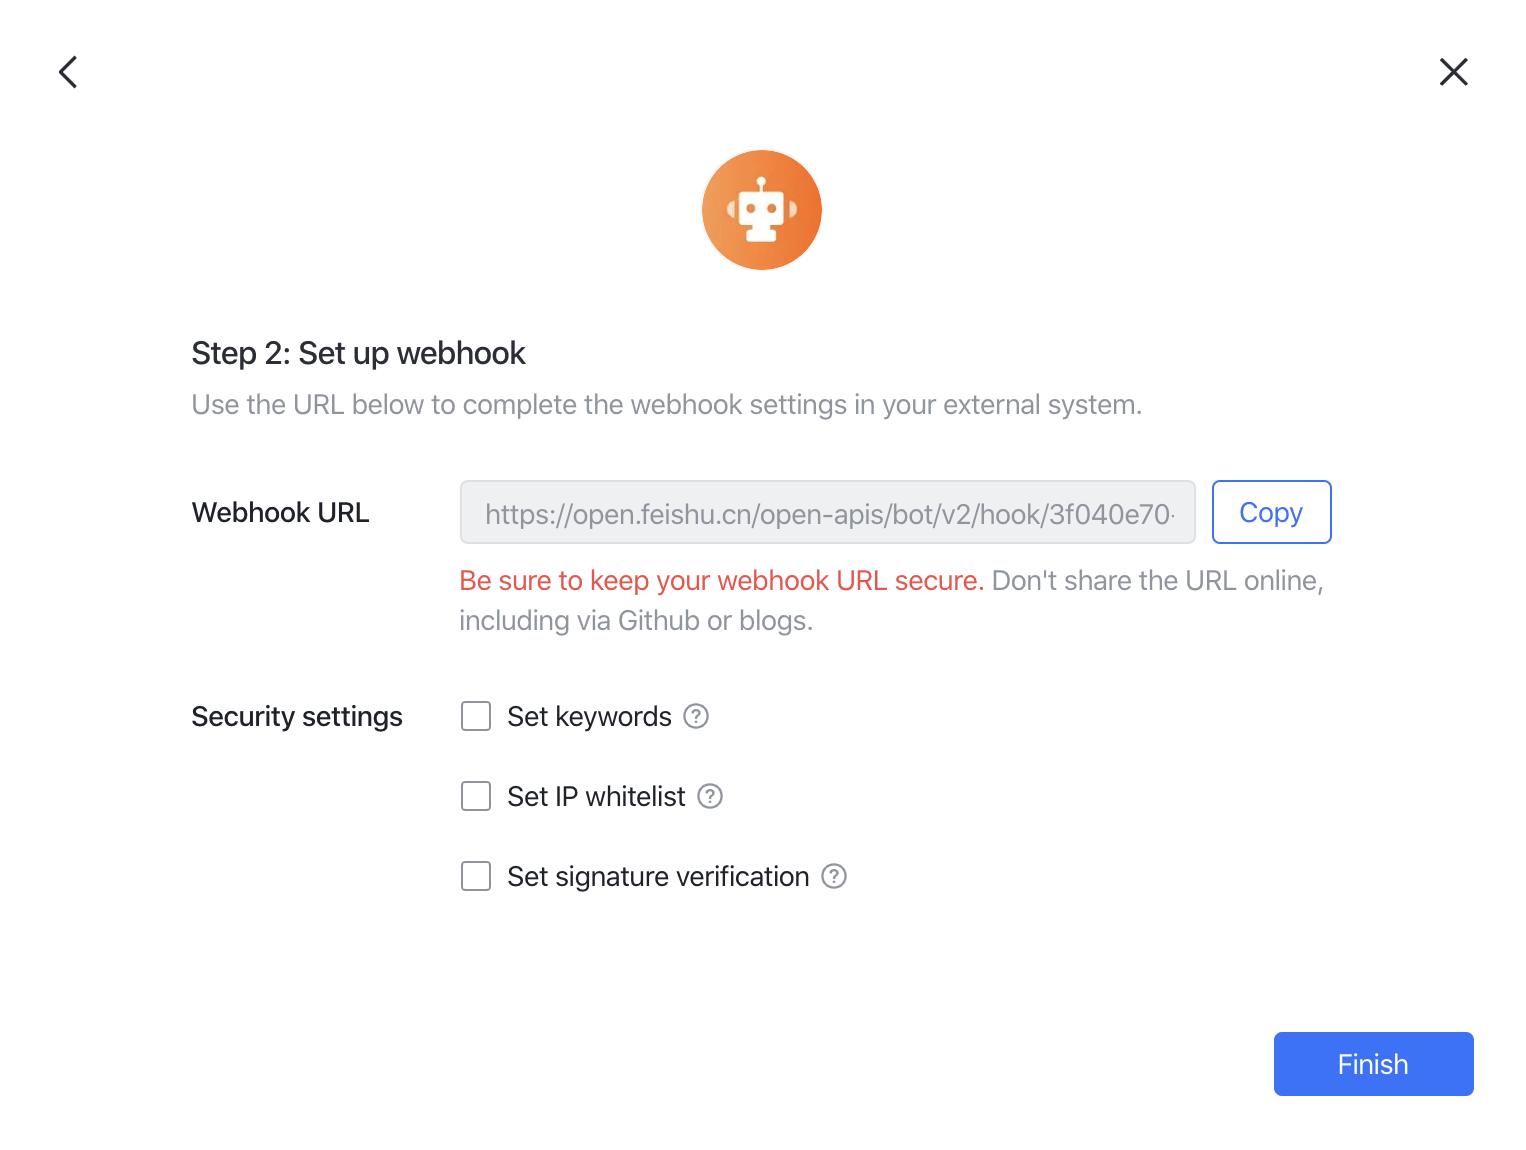 Step 2: Set up webhook
Use the URL below to complete the webhook settings in your external system.
Webhook URL
https://open.feishu.cn/open-apis/bot/v2/hook/3f040e70-
Copy
Be sure to keep your webhook URL secure. Don't share the URL online,
including via Github or blogs.
Security settings
Set keywords ?
Set IP whitelist ?
Set signature verification ?
Finish